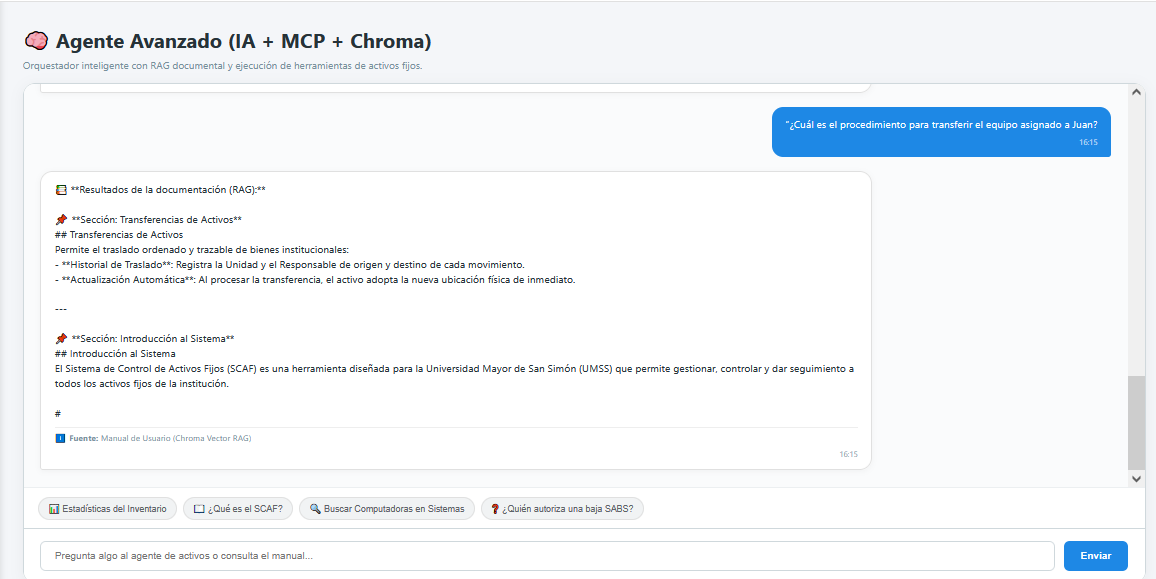 Agente Avanzado (IA + MCP + Chroma)
Orquestador inteligente con RAG documental y ejecución de herramientas de activos fijos.
"¿Cuál es el procedimiento para transferir el equipo asignado a Juan?
16:15
**Resultados de la documentación (RAG):**
**Sección: Transferencias de Activos**
## Transferencias de Activos
Permite el traslado ordenado y trazable de bienes institucionales:
- **Historial de Traslado**: Registra la Unidad y el Responsable de origen y destino de cada movimiento.
- **Actualización Automática**: Al procesar la transferencia, el activo adopta la nueva ubicación física de inmediato.
---
**Sección: Introducción al Sistema**
## Introducción al Sistema
El Sistema de Control de Activos Fijos (SCAF) es una herramienta diseñada para la Universidad Mayor de San Simón (UMSS) que permite gestionar, controlar y dar seguimiento a
todos los activos fijos de la institución.
#
Fuente: Manual de Usuario (Chroma Vector RAG)
16:15
Estadísticas del Inventario
¿Qué es el SCAF?
Buscar Computadoras en Sistemas
¿Quién autoriza una baja SABS?
Pregunta algo al agente de activos o consulta el manual...
Enviar